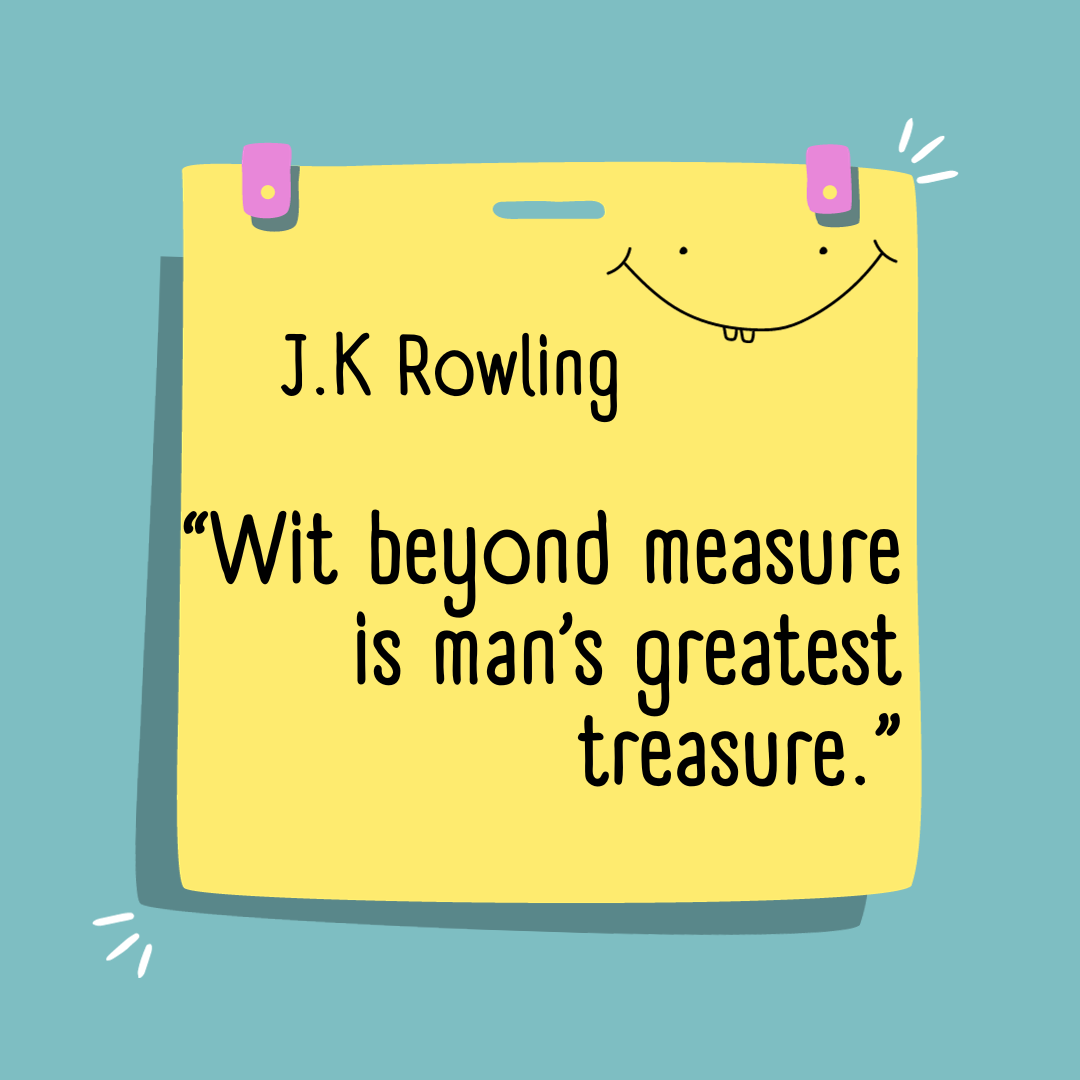 J.K Rowling
“Wit beyond measure
is man’s greatest
treasure.”